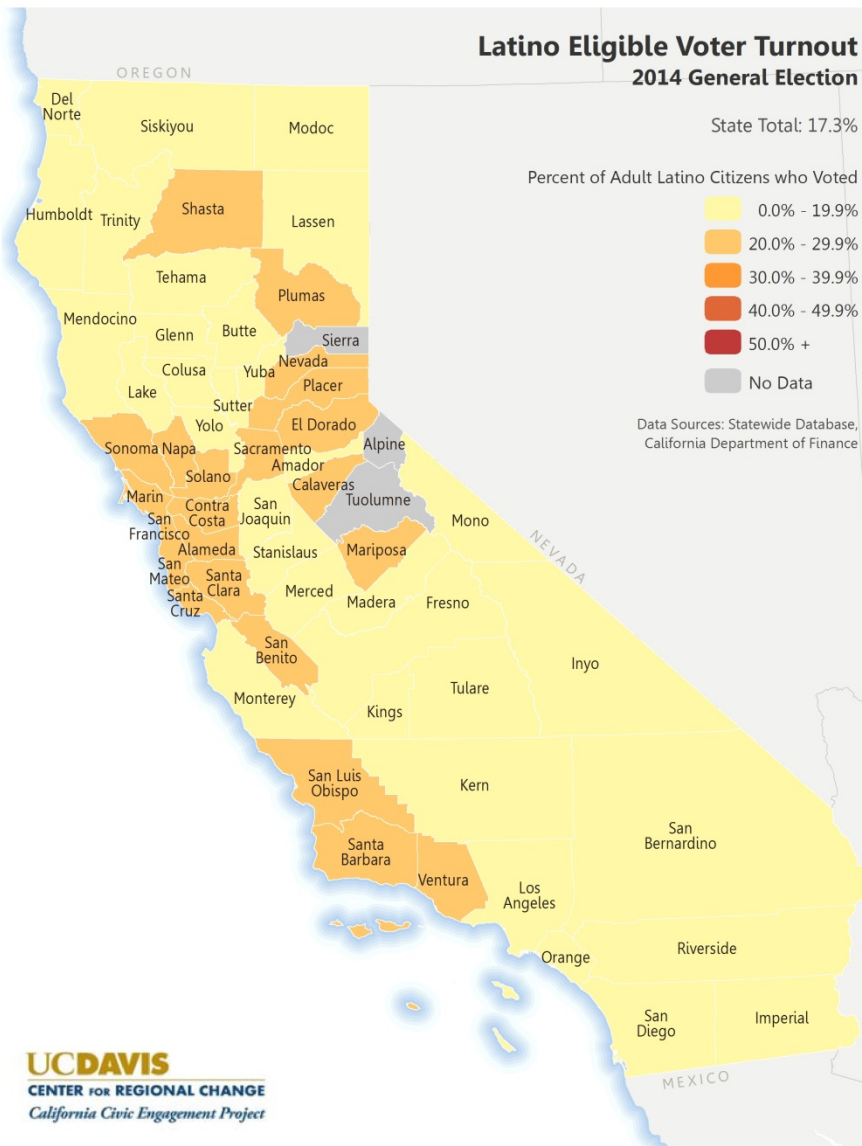 Latino Eligible Voter Turnout
2014 General Election
State Total: 17.3%
Percent of Adult Latino Citizens who Voted
0.0% - 19.9%
20.0% - 29.9%
30.0% - 39.9%
40.0% - 49.9%
50.0% +
No Data
Data Sources: Statewide Database,
California Department of Finance
OREGON
Del
Norte
Siskiyou
Modoc
Humboldt
Trinity
Shasta
Lassen
Tehama
Plumas
Mendocino
Glenn
Butte
Sierra
Colusa
Yuba
Nevada
Placer
Lake
Sutter
Yolo
El Dorado
Sonoma
Napa
Sacramento
Alpine
Solano
Amador
Calaveras
Marin
Contra
Costa
San
Joaquin
Tuolumne
Mono
San
Francisco
Alameda
Stanislaus
Mariposa
NEVADA
San
Mateo
Santa
Clara
Merced
Santa
Cruz
Madera
Fresno
San
Benito
Inyo
Monterey
Kings
Tulare
San Luis
Obispo
Kern
San
Bernardino
Santa
Barbara
Ventura
Los
Angeles
Orange
Riverside
San
Diego
Imperial
MEXICO
UCDAVIS
CENTER FOR REGIONAL CHANGE
California Civic Engagement Project